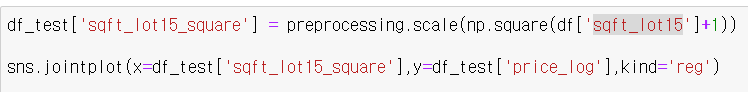 df_test['sqft_lot15_square'] = preprocessing.scale(np.square(df['sqft_lot15']+1))
sns.jointplot(x=df_test['sqft_lot15_square'],y=df_test['price_log'],kind='reg')